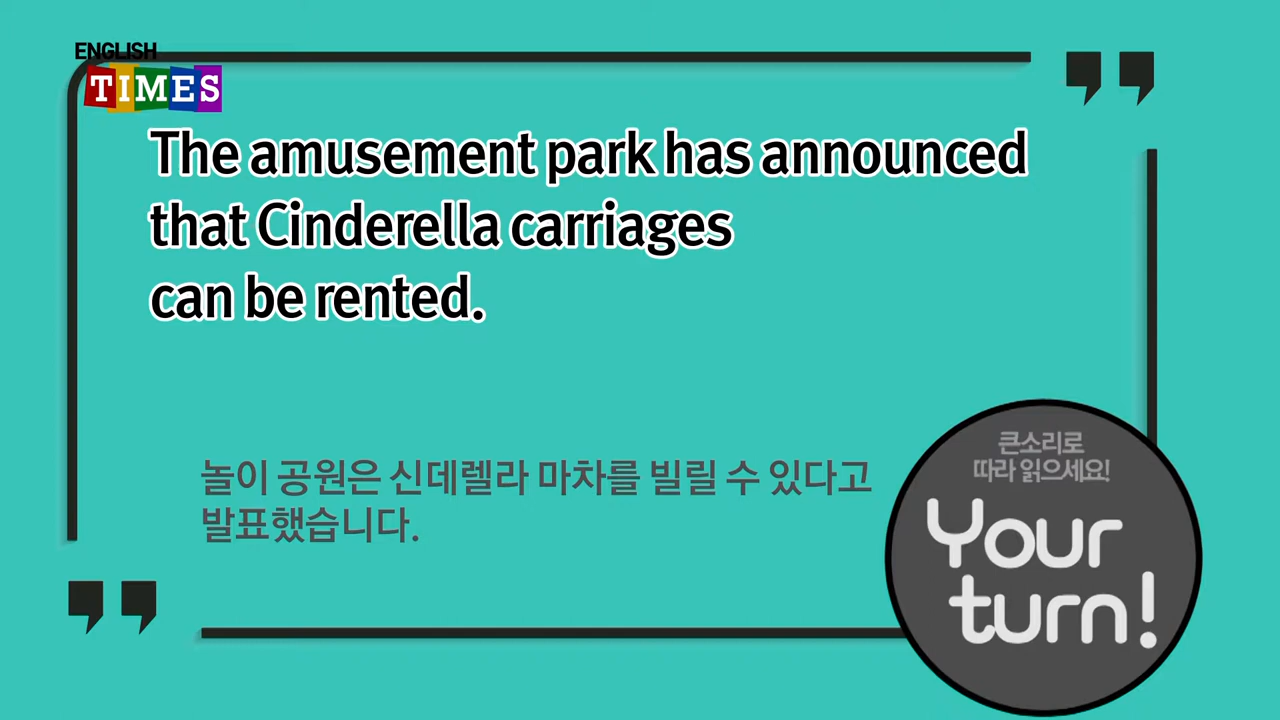 ENGLISH
TIMES
The amusement park has announced
that Cinderella carriages
can be rented.
놀이 공원은 신데렐라 마차를 빌릴 수 있다고
발표했습니다.
큰소리로
따라 읽으세요!
Your
turn!